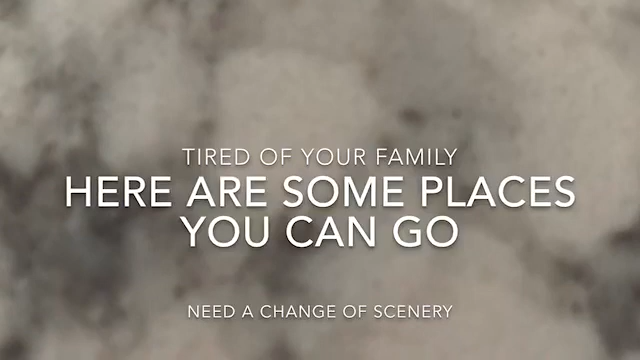 TIRED OF YOUR FAMILY
HERE ARE SOME PLACES
YOU CAN GO
NEED A CHANGE OF SCENERY